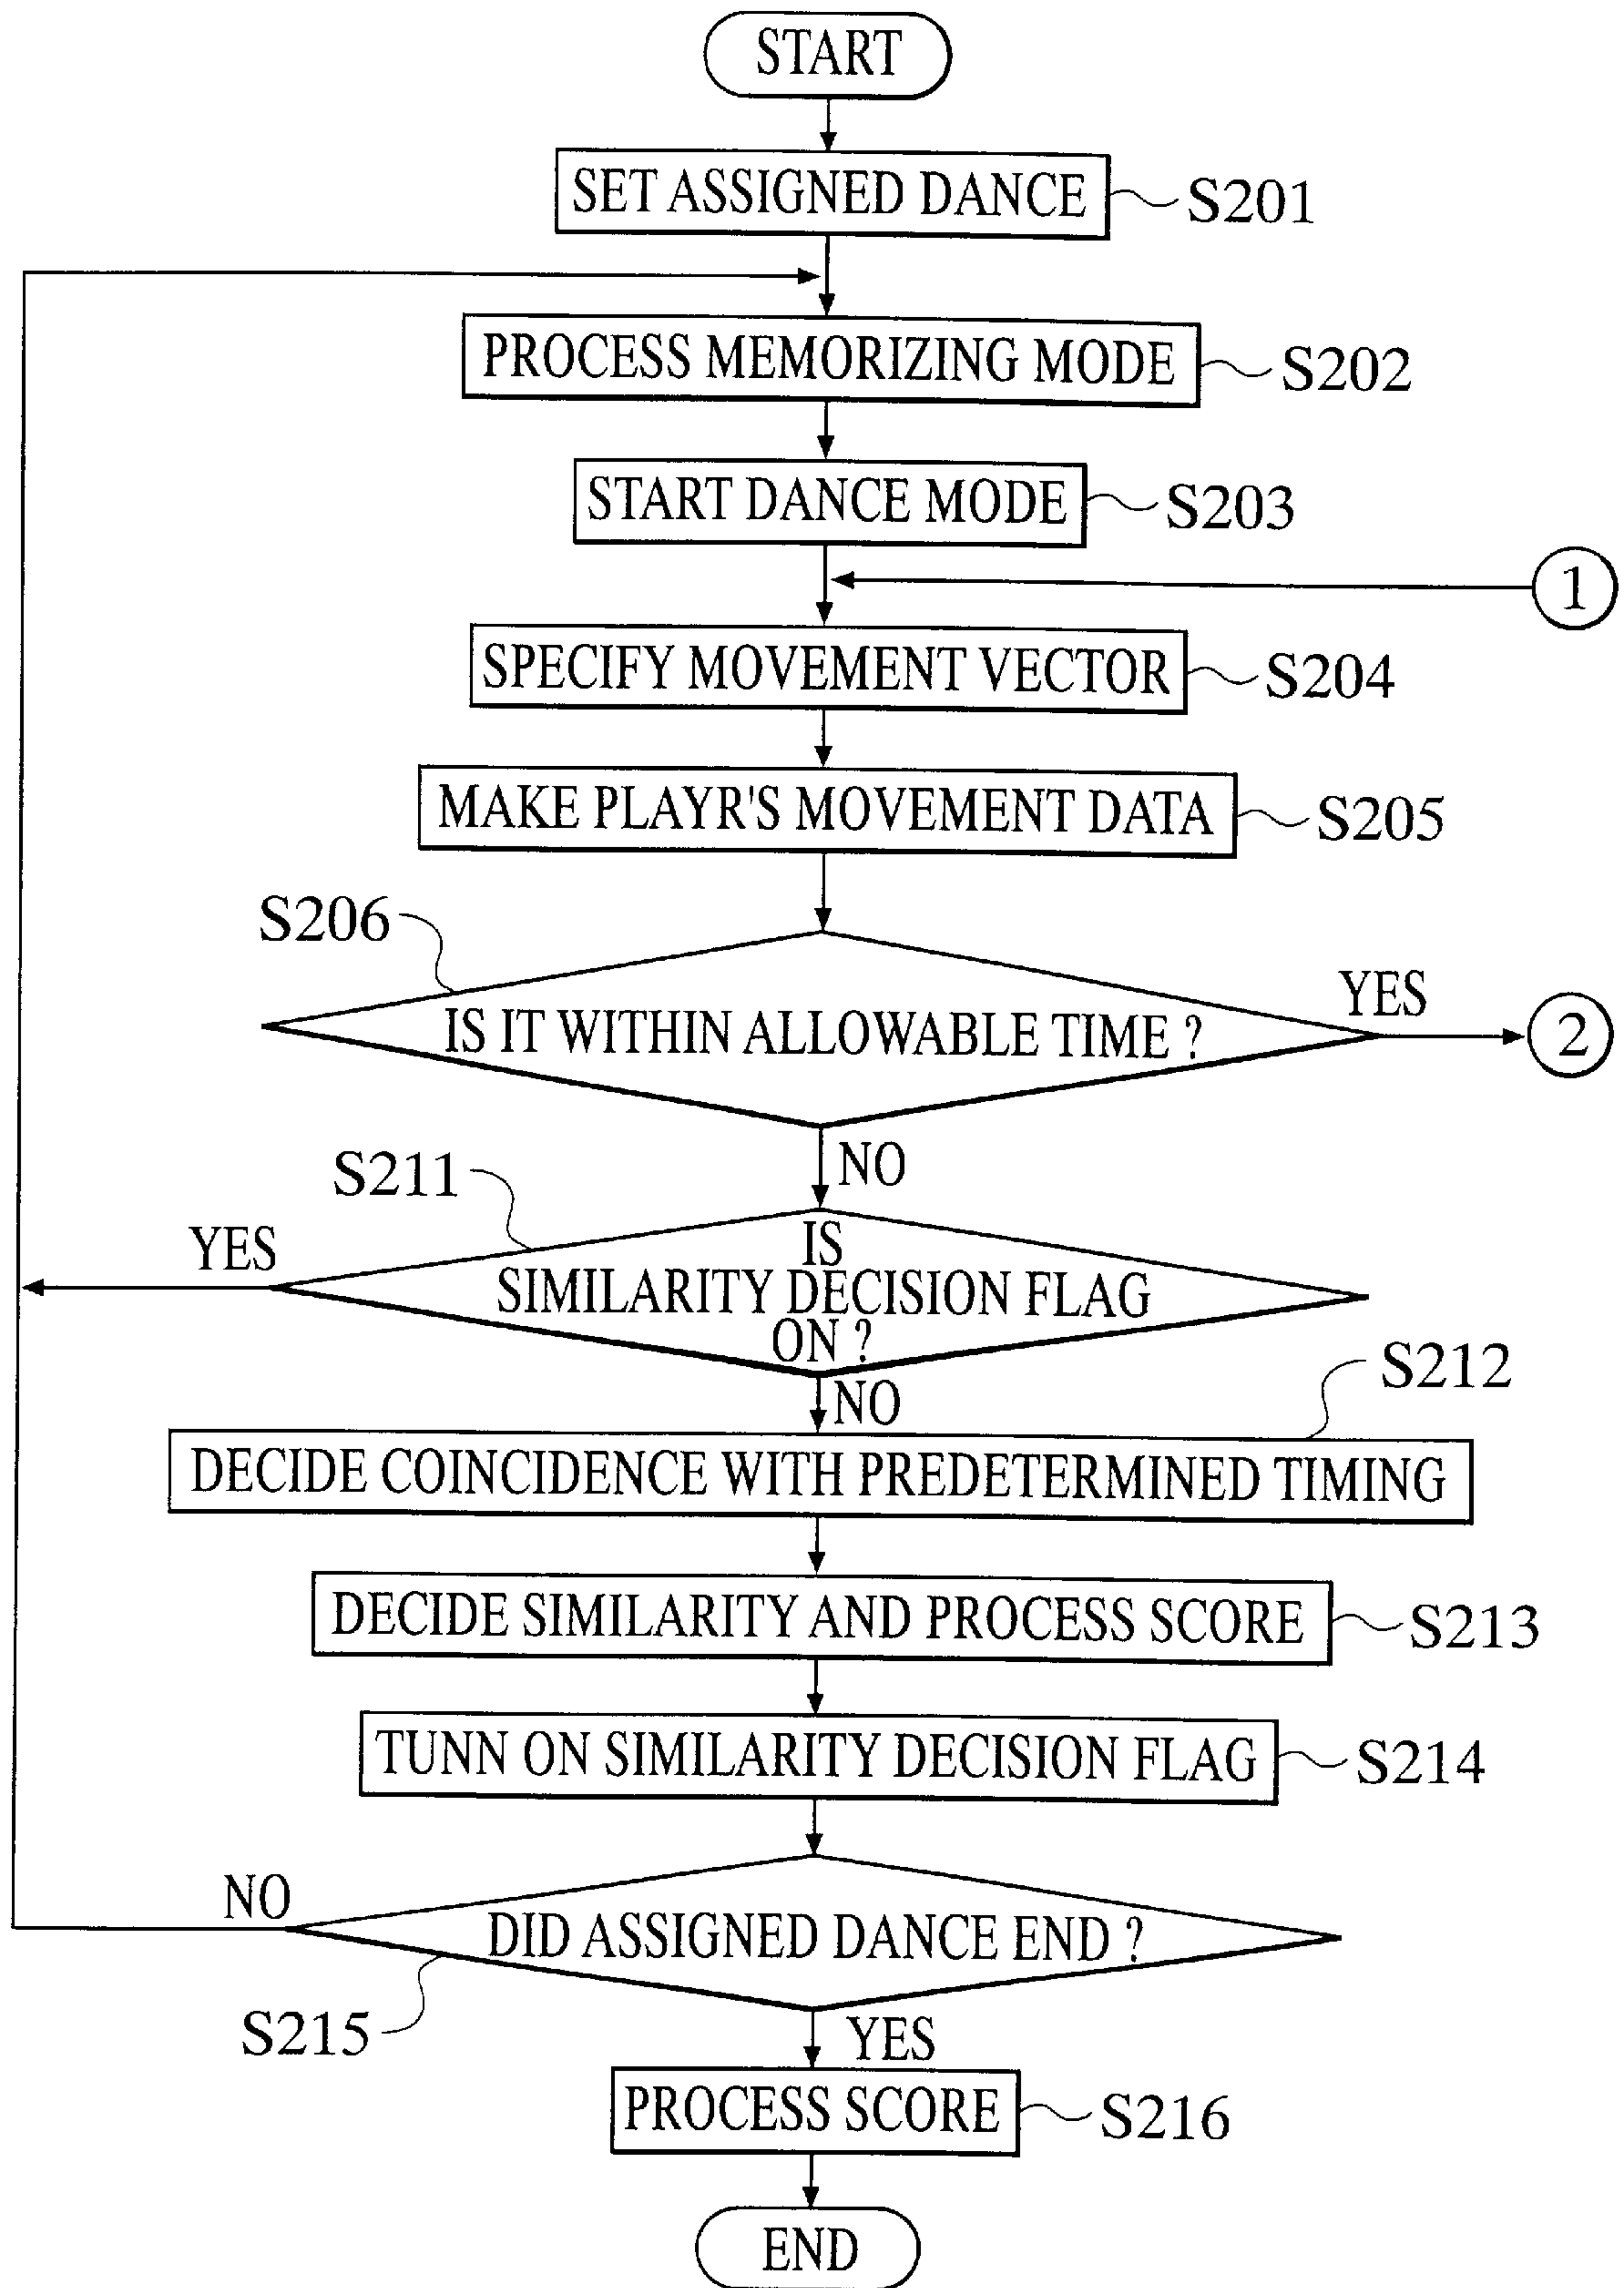 START
SET ASSIGNED DANCE
S201
PROCESS MEMORIZING MODE
S202
START DANCE MODE
S203
1
SPECIFY MOVEMENT VECTOR
S204
MAKE PLAYR'S MOVEMENT DATA
S205
S206
IS IT WITHIN ALLOWABLE TIME ?
YES
2
NO
S211
YES
IS
SIMILARITY DECISION FLAG
ON ?
NO
S212
DECIDE COINCIDENCE WITH PREDETERMINED TIMING
DECIDE SIMILARITY AND PROCESS SCORE
S213
TUNN ON SIMILARITY DECISION FLAG
S214
NO
DID ASSIGNED DANCE END ?
S215
YES
PROCESS SCORE
S216
END